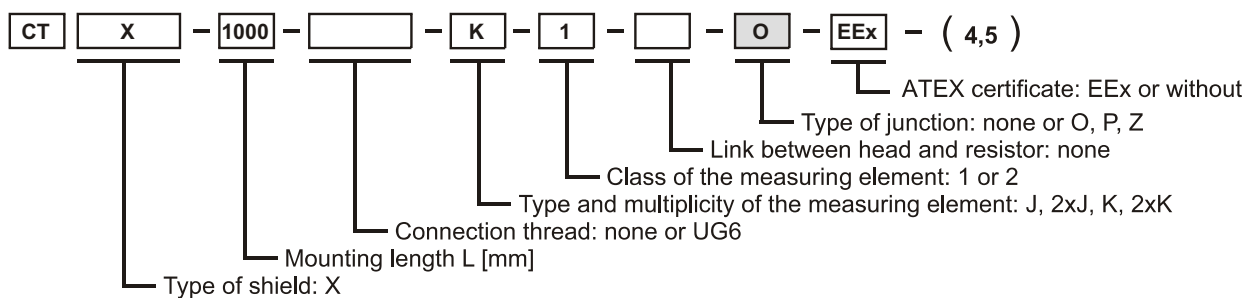 CT X - 1000 - - K - 1 - - O - EEx - ( 4,5 )
ATEX certificate: EEx or without
Type of junction: none or O, P, Z
Link between head and resistor: none
Class of the measuring element: 1 or 2
Type and multiplicity of the measuring element: J, 2xJ, K, 2xK
Connection thread: none or UG6
Mounting length L [mm]
Type of shield: X